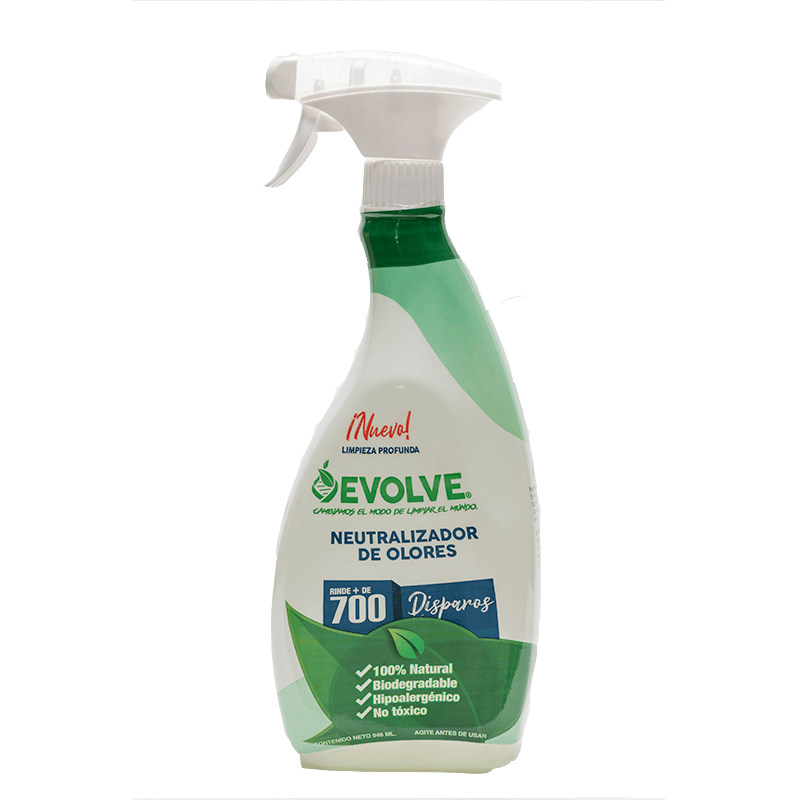 ¡Nuevo!
LIMPIEZA PROFUNDA
EVOLVE®
CAMBIAMOS EL MODO DE LIMPIAR EL MUNDO.
NEUTRALIZADOR
DE OLORES
RINDE + DE
700 Disparos
100% Natural
Biodegradable
Hipoalergénico
No tóxico
CONTENIDO NETO 946 ML. AGITE ANTES DE USAR